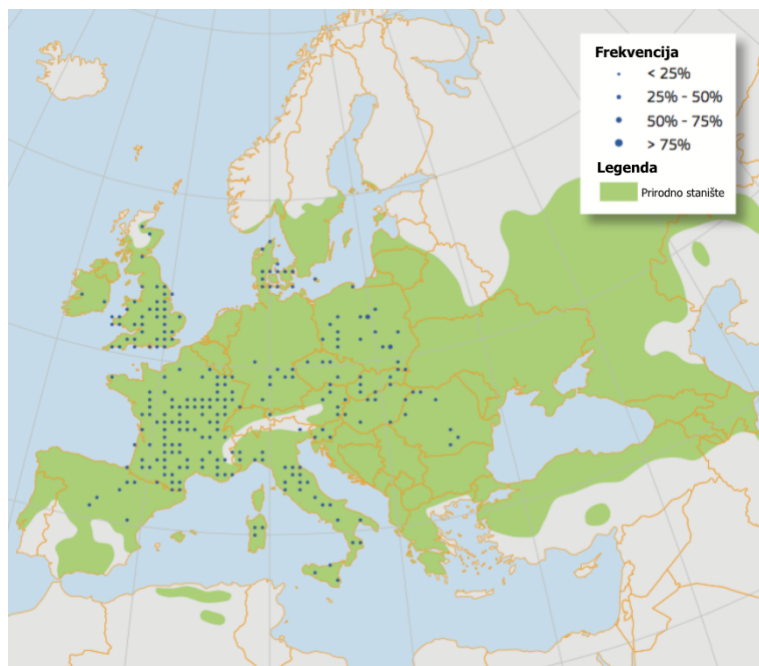 Frekvencija
< 25%
25% - 50%
50% - 75%
> 75%
Legenda
Prirodno stanište